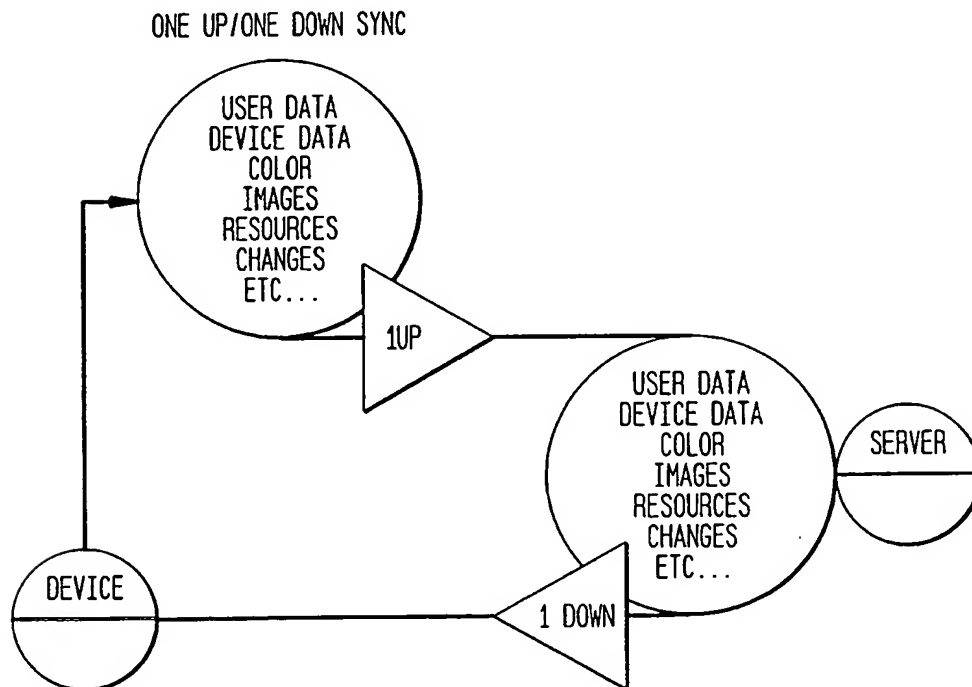 ONE UP/ONE DOWN SYNC
USER DATA
DEVICE DATA
COLOR
IMAGES
RESOURCES
CHANGES
ETC...
1UP
USER DATA
DEVICE DATA
COLOR
IMAGES
RESOURCES
CHANGES
ETC...
SERVER
DEVICE
1 DOWN